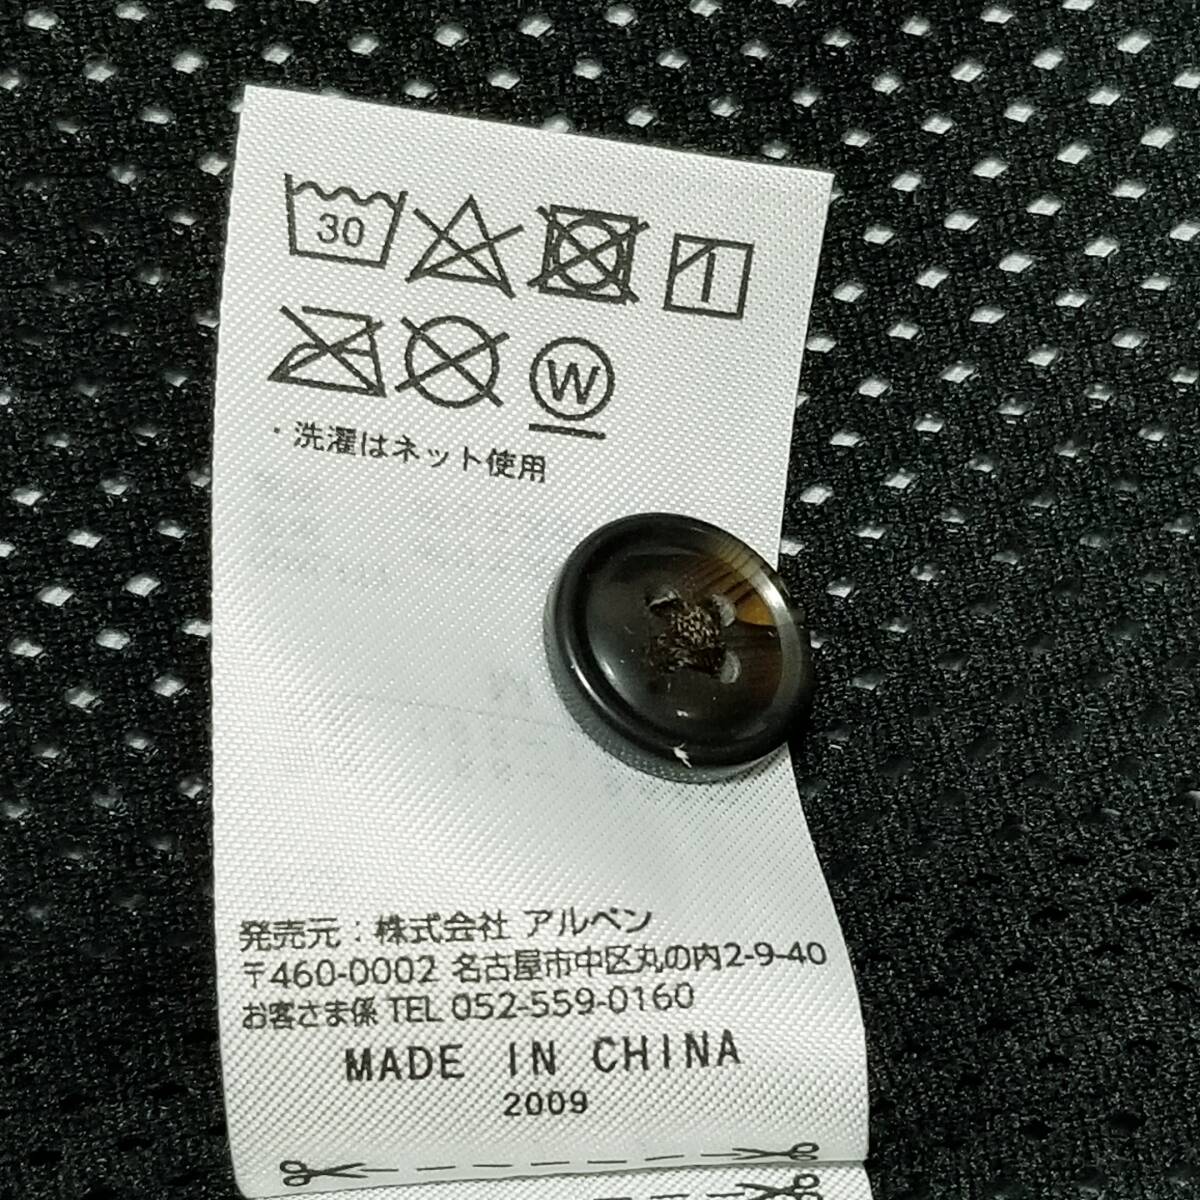 30
W
・洗濯はネット使用
発売元：株式会社 アルペン
〒460-0002 名古屋市中区丸の内2-9-40
お客さま係 TEL 052-559-0160
MADE IN CHINA
2009